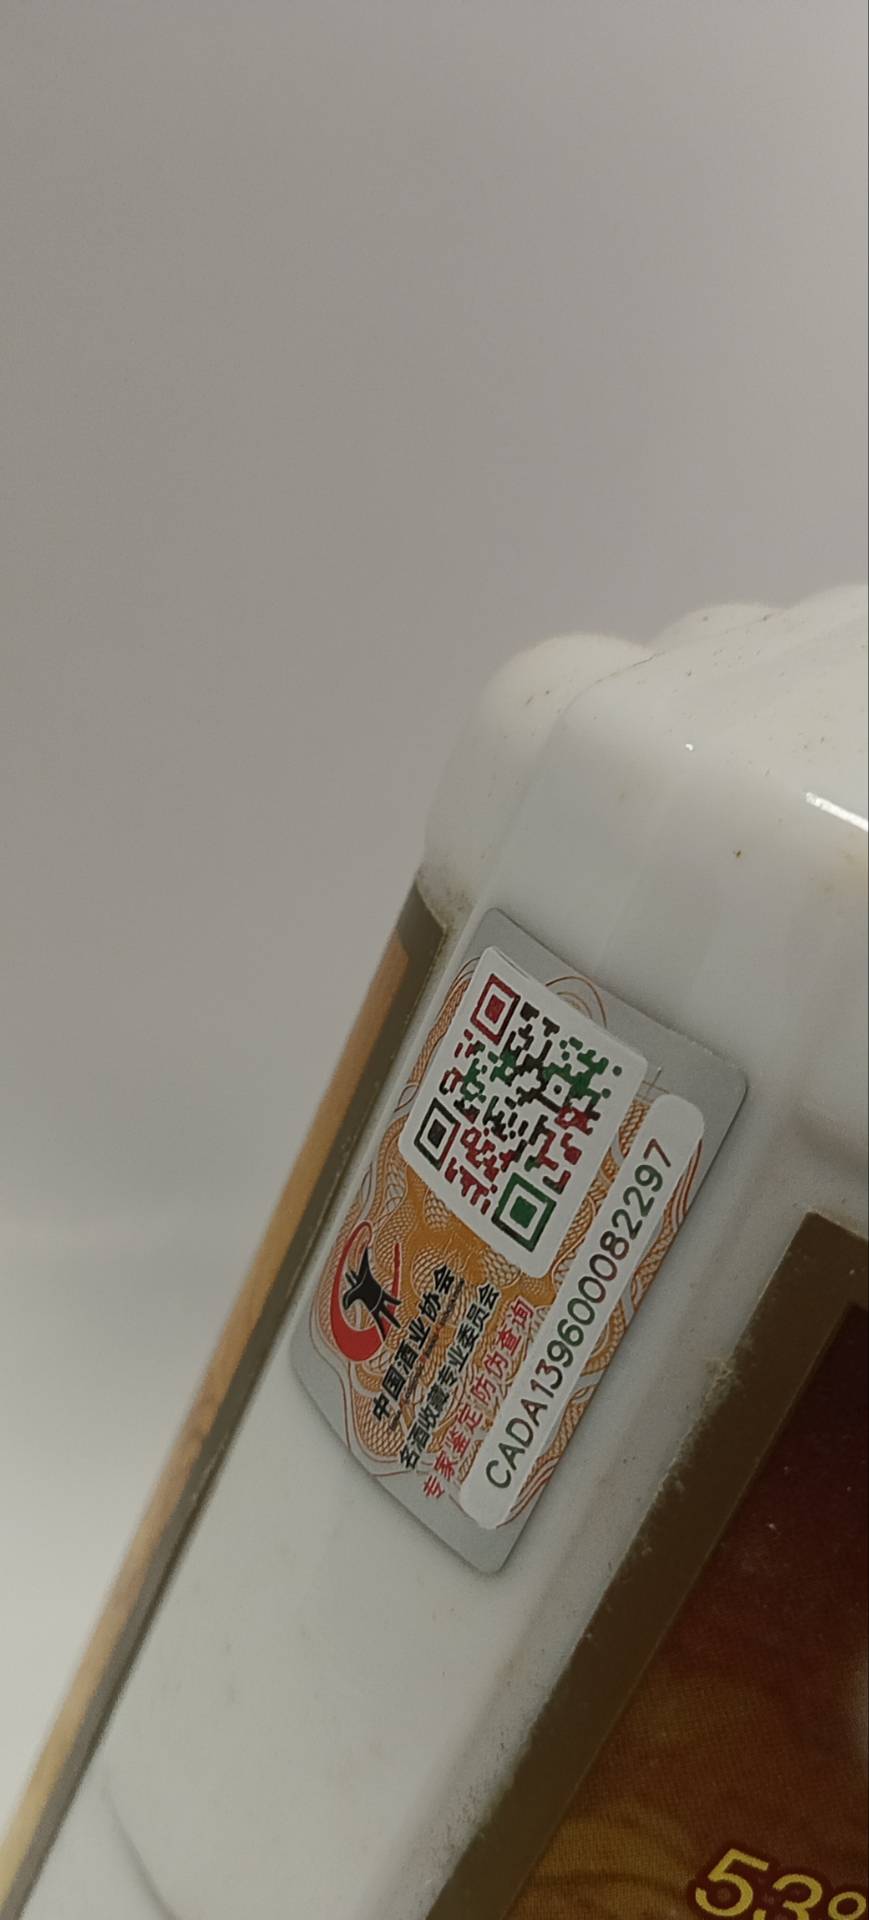 中国酒业协会
名酒收藏专业委员会
专家鉴定 防伪查询
CADA139600082297
53°